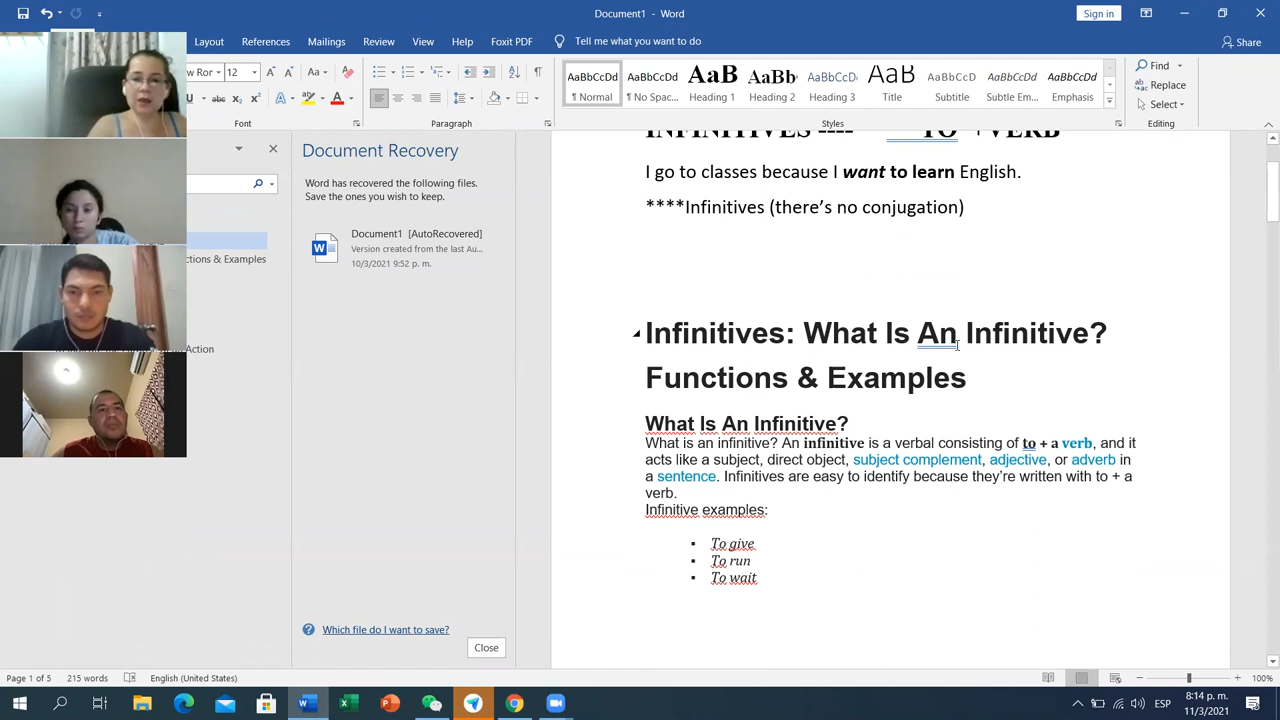 Document1 - Word
Sign in
Layout References Mailings Review View Help Foxit PDF Tell me what you want to do
Share
12
Aa
AaBbCcDd AaBbCcDd AaB AaBb AaBbCcD AaB AaBbCcD AaBbCcDd AaBbCcDd
¶ Normal ¶ No Spac... Heading 1 Heading 2 Heading 3 Title Subtitle Subtle Em... Emphasis
Find
Replace
Select
Font Paragraph Styles Editing
Document Recovery
Word has recovered the following files.
Save the ones you wish to keep.
Document1 [AutoRecovered]
Version created from the last Au...
10/3/2021 9:52 p. m.
ctions & Examples
Action
Which file do I want to save?
Close
INFINITIVES ---- TO +VERB
I go to classes because I want to learn English.
****Infinitives (there's no conjugation)
Infinitives: What Is An Infinitive?
Functions & Examples
What Is An Infinitive?
What is an infinitive? An infinitive is a verbal consisting of to + a verb, and it
acts like a subject, direct object, subject complement, adjective, or adverb in
a sentence. Infinitives are easy to identify because they're written with to + a
verb.
Infinitive examples:
▪ To give
▪ To run
▪ To wait
Page 1 of 5 215 words English (United States) 100%
ESP
8:14 p. m.
11/3/2021